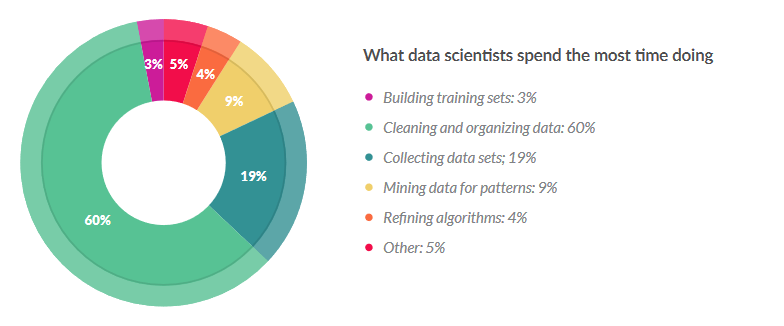 What data scientists spend the most time doing
Building training sets: 3%
Cleaning and organizing data: 60%
Collecting data sets; 19%
Mining data for patterns: 9%
Refining algorithms: 4%
Other: 5%
3%
5%
4%
9%
19%
60%